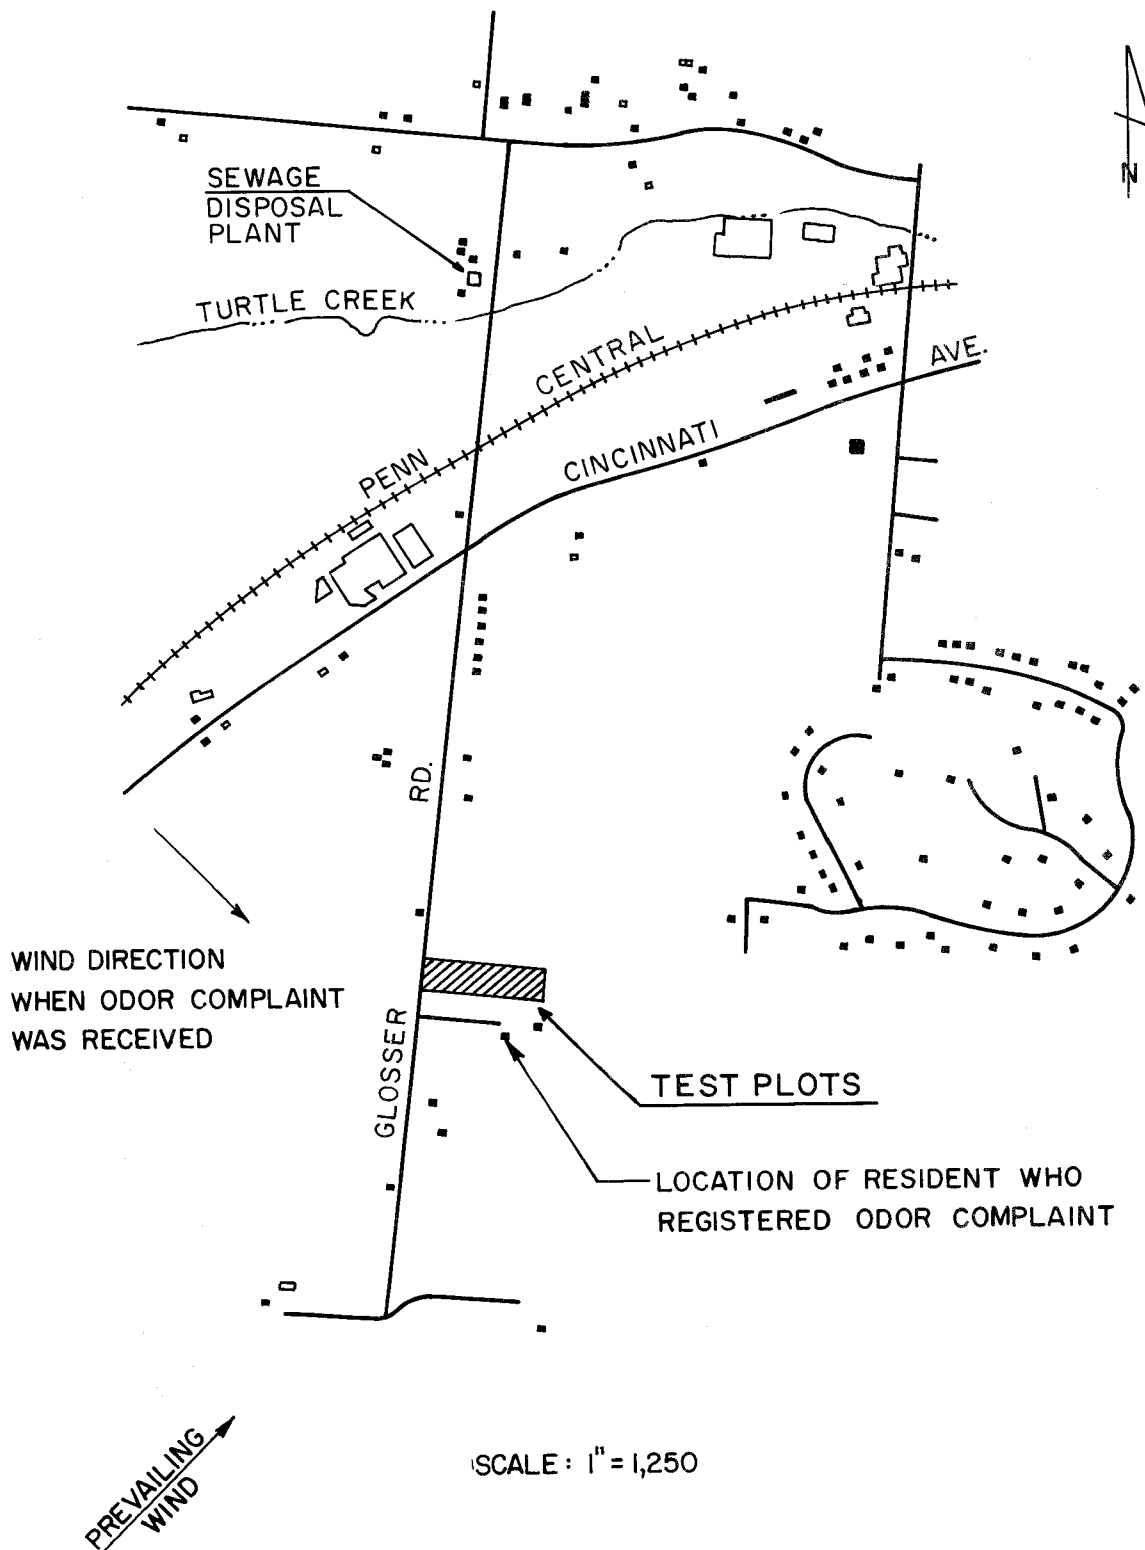 N
SEWAGE
DISPOSAL
PLANT
TURTLE CREEK
PENN CENTRAL
CINCINNATI AVE.
GLOSSER RD.
WIND DIRECTION
WHEN ODOR COMPLAINT
WAS RECEIVED
TEST PLOTS
LOCATION OF RESIDENT WHO
REGISTERED ODOR COMPLAINT
PREVAILING
WIND
SCALE: 1" = 1,250